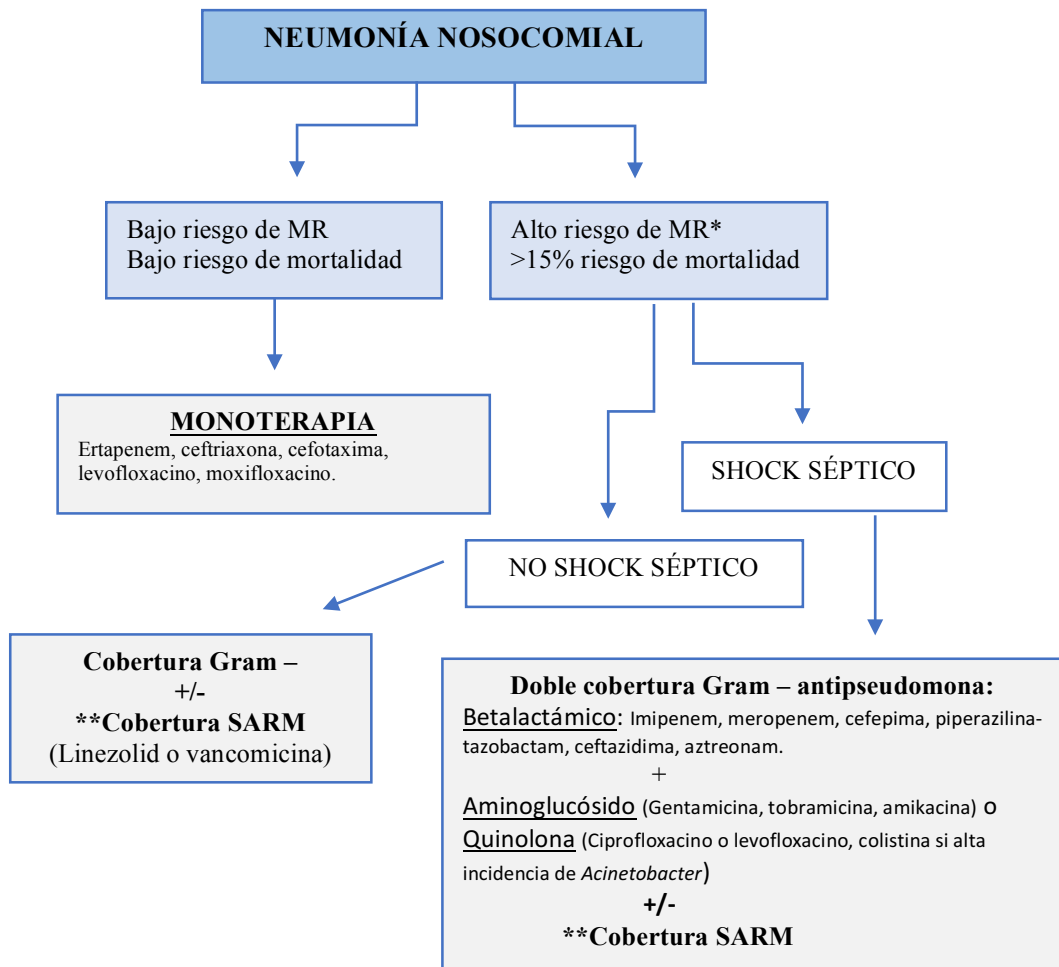 NEUMONÍA NOSOCOMIAL
Bajo riesgo de MR
Bajo riesgo de mortalidad
Alto riesgo de MR*
>15% riesgo de mortalidad
MONOTERAPIA
Ertapenem, ceftriaxona, cefotaxima,
levofloxacino, moxifloxacino.
SHOCK SÉPTICO
NO SHOCK SÉPTICO
Cobertura Gram –
+/-
**Cobertura SARM
(Linezolid o vancomicina)
Doble cobertura Gram – antipseudomona:
Betalactámico: Imipenem, meropenem, cefepima, piperazilina-
tazobactam, ceftazidima, aztreonam.
+
Aminoglucósido (Gentamicina, tobramicina, amikacina) o
Quinolona (Ciprofloxacino o levofloxacino, colistina si alta
incidencia de Acinetobacter)
+/-
**Cobertura SARM